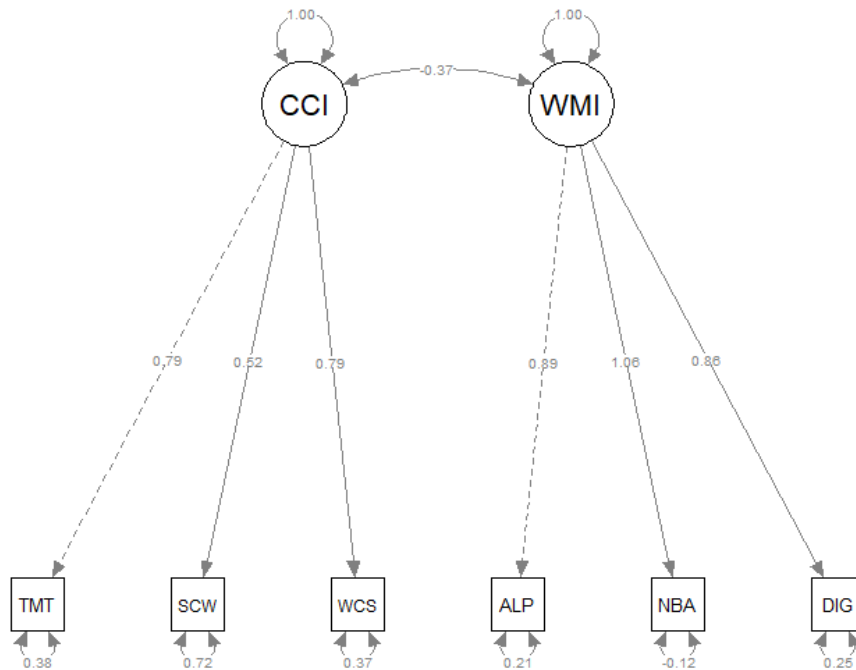 1.00 1.00
-0.37
CCI WMI
0.79 0.52 0.79 0.89 1.06 0.86
TMT SCW WCS ALP NBA DIG
0.38 0.72 0.37 0.21 -0.12 0.25